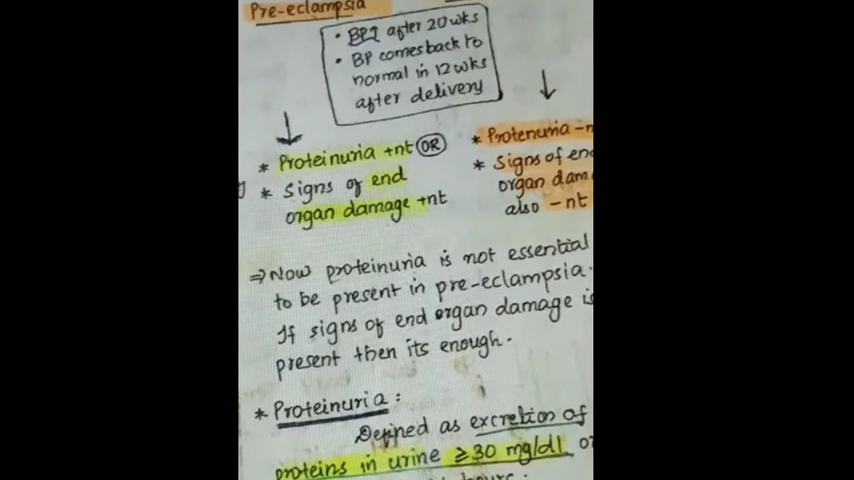 Pre-eclampsia
• BP↑ after 20 wks
• BP comes back to
normal in 12 wks
after delivery
* Proteinuria +nt OR
* Signs of end
organ damage +nt
* Protenuria -n
* Signs of end
organ dam
also -nt
⇒ Now proteinuria is not essential
to be present in pre-eclampsia.
If signs of end organ damage is
present then its enough.
* Proteinuria :
Defined as excretion of
proteins in urine ≥30 mg/dl or